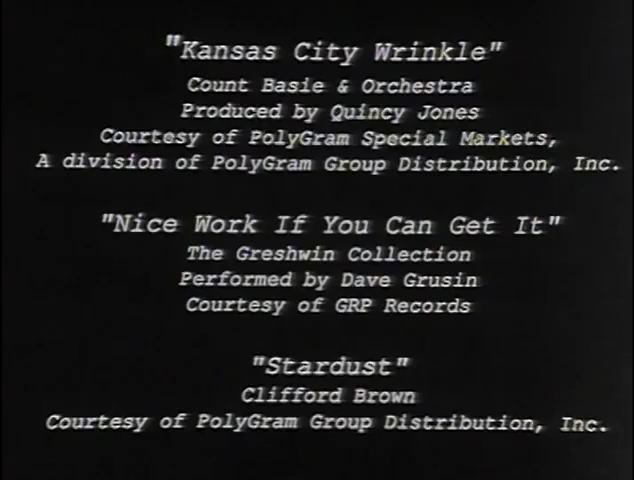 "Kansas City Wrinkle"
Count Basie & Orchestra
Produced by Quincy Jones
Courtesy of PolyGram Special Markets,
A division of PolyGram Group Distribution, Inc.
"Nice Work If You Can Get It"
The Greshwin Collection
Performed by Dave Grusin
Courtesy of GRP Records
"Stardust"
Clifford Brown
Courtesy of PolyGram Group Distribution, Inc.